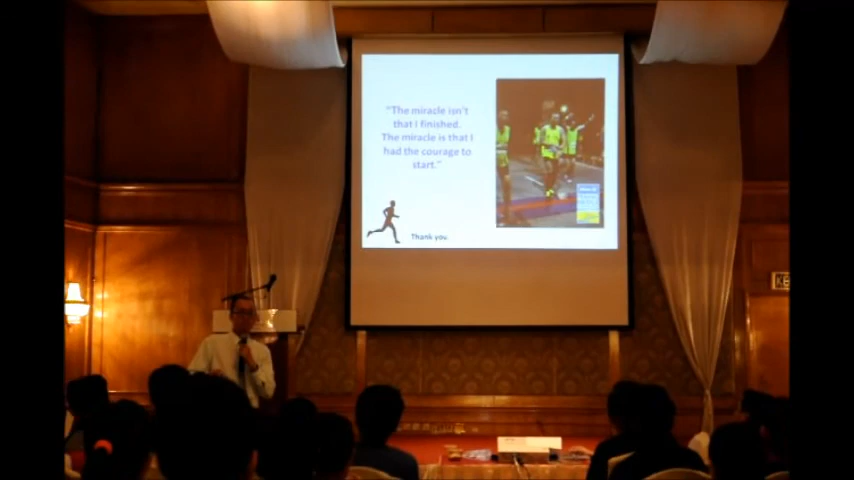 "The miracle isn't
that i finished.
The miracle is that I
had the courage to
start."
Thank you